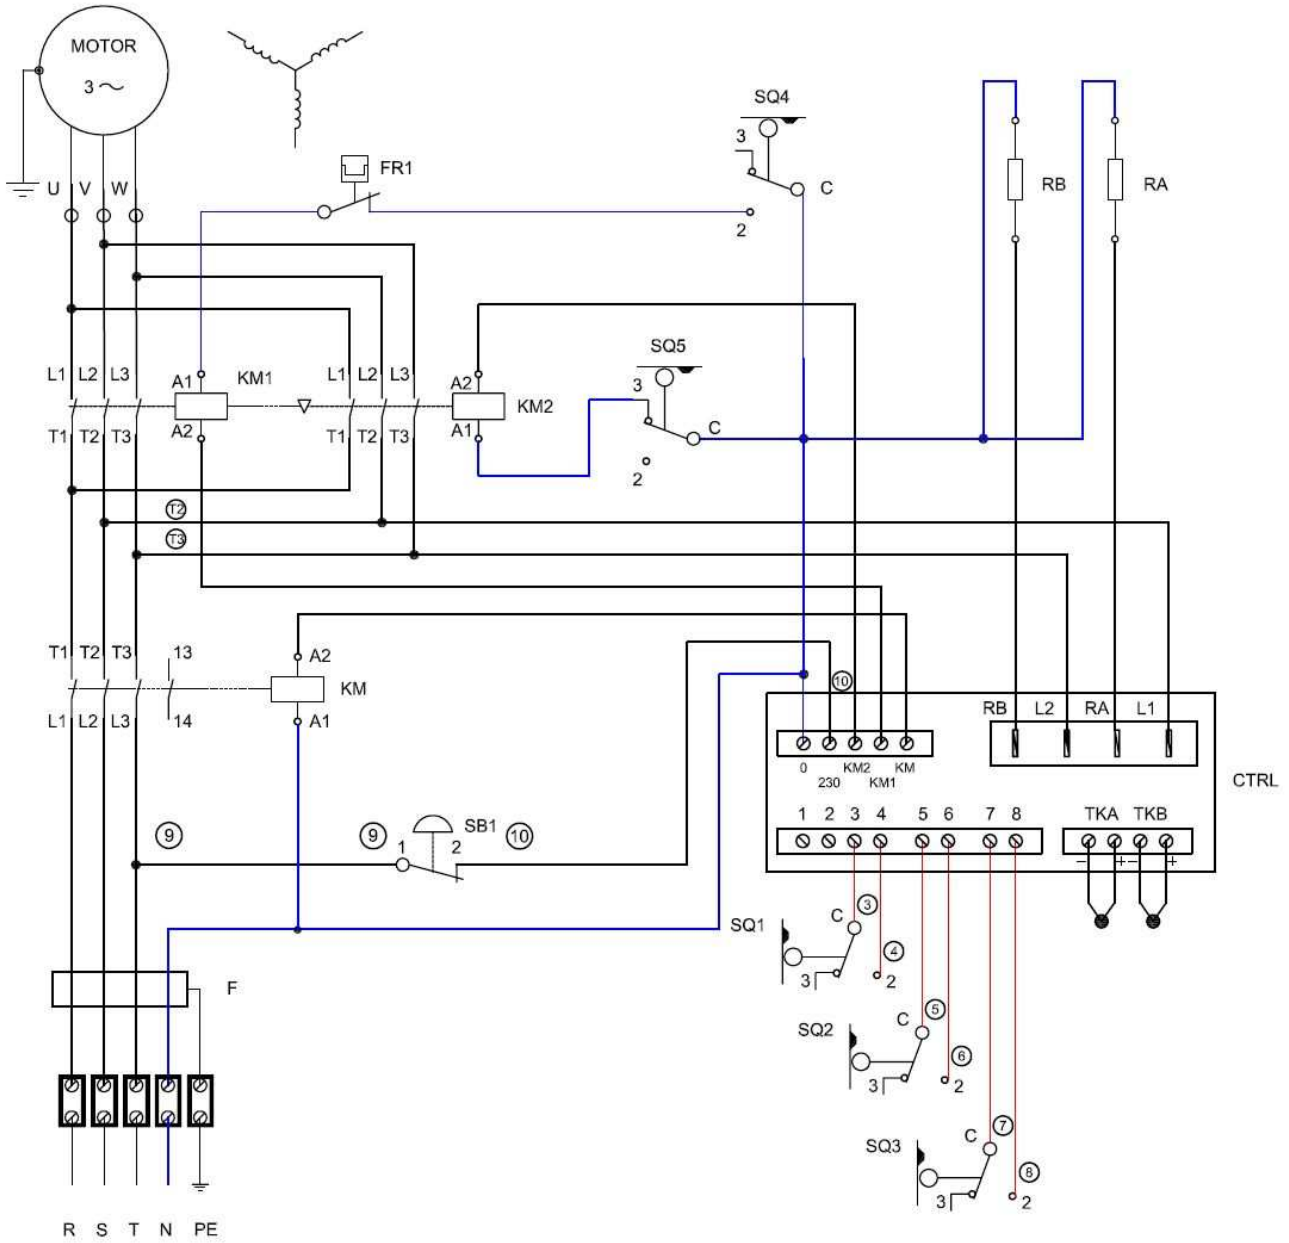 MOTOR
SQ4
3
3
FR1
RB
RA
U V W
C
2
SQ5
L1 L2 L3
A1
KM1
L1 L2 L3
A2
3
KM2
T1 T2 T3
A2
T1 T2 T3
A1
C
2
T2
T3
T1 T2 T3
13
A2
KM
10
L1 L2 L3
14
A1
RB L2 RA L1
0
230
KM2
KM1
KM
CTRL
9
9
SB1
1
2
10
1 2 3 4 5 6 7 8
TKA TKB
- + - +
SQ1
C
3
4
3
2
F
SQ2
C
5
6
3
2
SQ3
C
7
8
3
2
R S T N PE